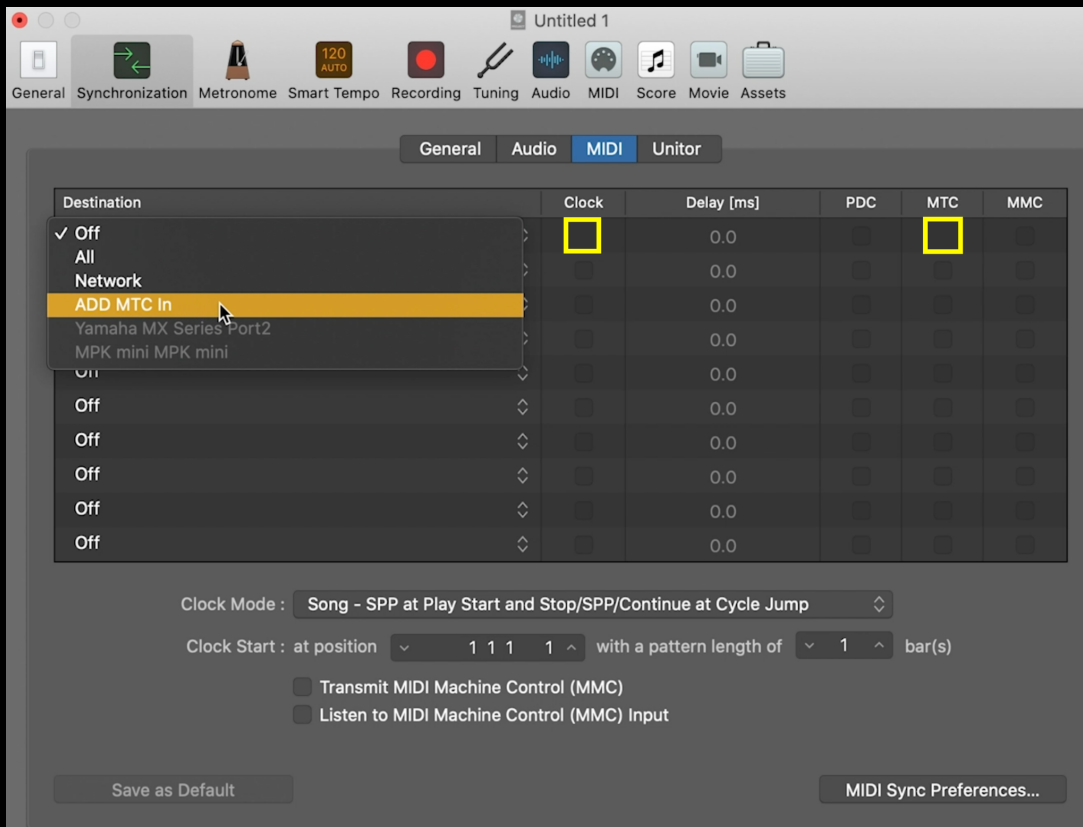 Untitled 1
120
AUTO
General Synchronization Metronome Smart Tempo Recording Tuning Audio MIDI Score Movie Assets
General Audio MIDI Unitor
Destination Clock Delay [ms] PDC MTC MMC
✓ Off 0.0
All
0.0
Network
ADD MTC In 0.0
Yamaha MX Series Port2
0.0
MPK mini MPK mini
Off 0.0
Off 0.0
Off 0.0
Off 0.0
Off 0.0
Off 0.0
Clock Mode : Song - SPP at Play Start and Stop/SPP/Continue at Cycle Jump
Clock Start : at position 1 1 1 1 with a pattern length of 1 bar(s)
Transmit MIDI Machine Control (MMC)
Listen to MIDI Machine Control (MMC) Input
Save as Default MIDI Sync Preferences...